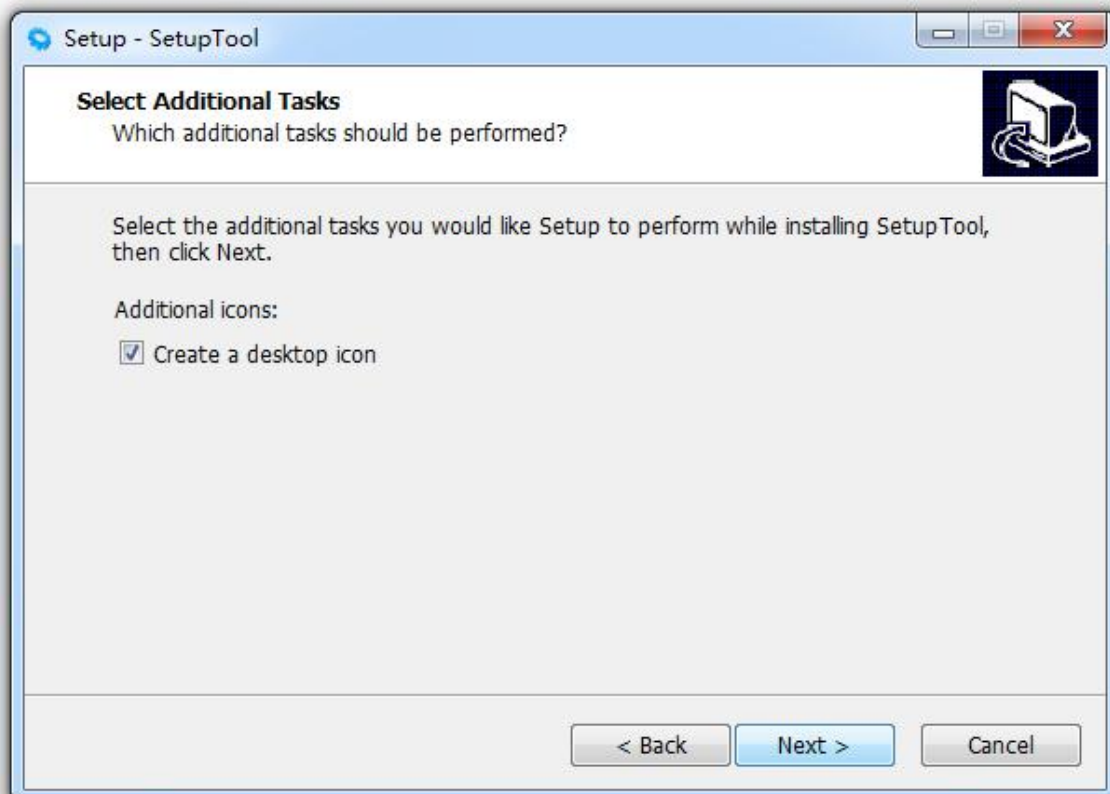 Setup - SetupTool
Select Additional Tasks
Which additional tasks should be performed?
Select the additional tasks you would like Setup to perform while installing SetupTool,
then click Next.
Additional icons:
Create a desktop icon
< Back
Next >
Cancel